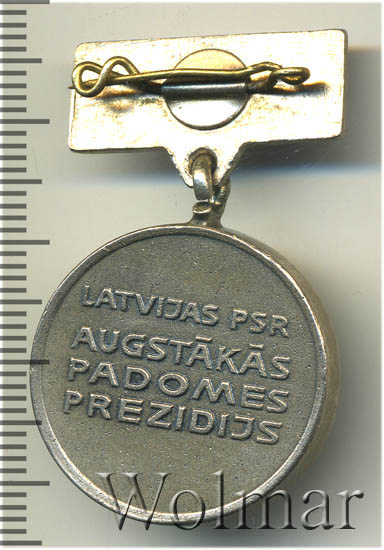 LATVIJAS PSR
AUGSTĀKĀS
PADOMES
PREZIDIJS
Wolmar